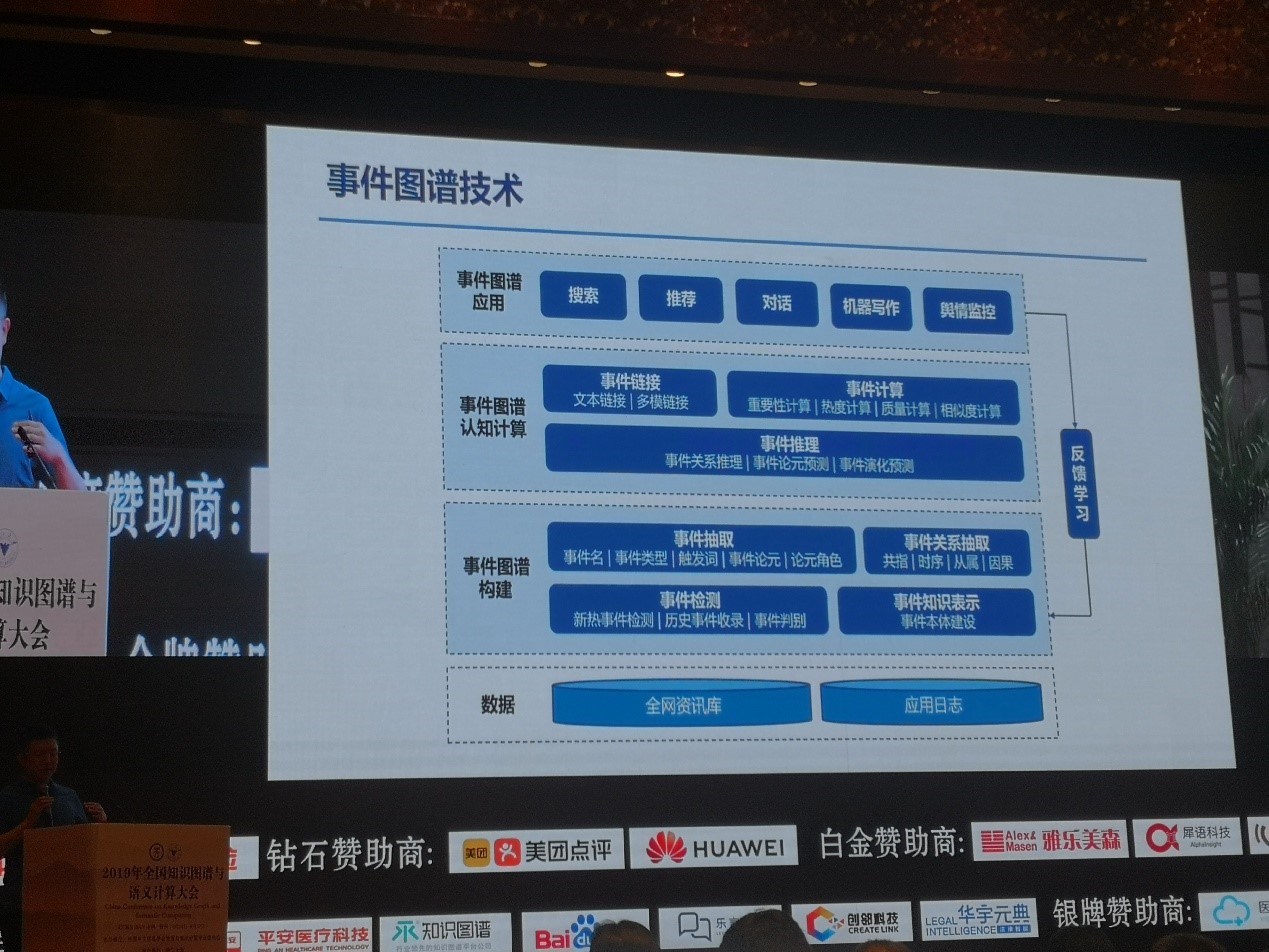 事件图谱技术
事件图谱
应用
搜索
推荐
对话
机器写作
舆情监控
事件图谱
认知计算
事件链接
文本链接 | 多模链接
事件计算
重要性计算 | 热度计算 | 质量计算 | 相似度计算
事件推理
事件关系推理 | 事件论元预测 | 事件演化预测
反馈学习
事件图谱
构建
事件抽取
事件名 | 事件类型 | 触发词 | 事件论元 | 论元角色
事件关系抽取
共指 | 时序 | 从属 | 因果
事件检测
新热事件检测 | 历史事件收录 | 事件判别
事件知识表示
事件本体建设
数据
全网资讯库
应用日志
赞助商:
知识图谱与
算大会
钻石赞助商:
美团
美团点评
HUAWEI
白金赞助商:
Alex&
Masen
雅乐美森
犀语科技
AlphaInsight
2019年全国知识图谱与
语义计算大会
China Conference on Knowledge Graph and
Semantic Computing
平安医疗科技
PING AN HEALTHCARE TECHNOLOGY
知识图谱
Bai du
创邻科技
CREATE LINK
LEGAL
INTELLIGENCE
华宇元典
法律智能
银牌赞助商:
医